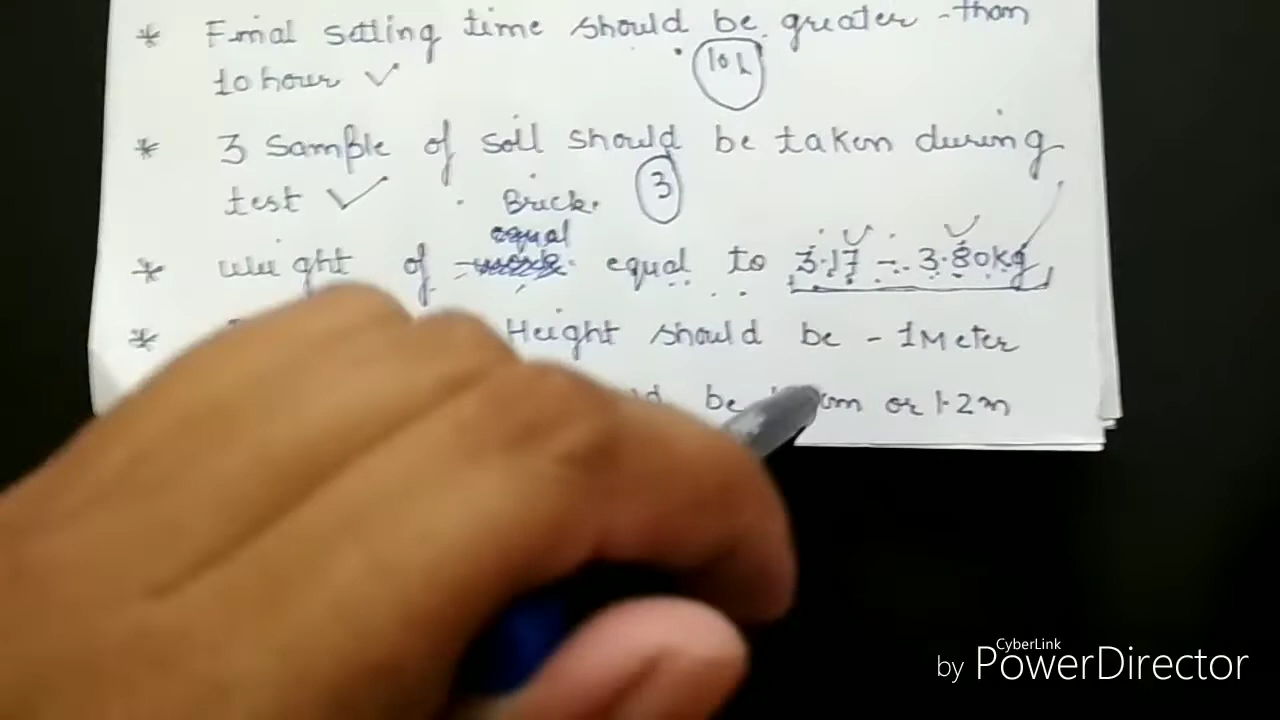 * Final setting time should be greater than
10 hour ✓ 10 h
* 3 Sample of soil should be taken during
test ✓ 3
Brick.
equal
* Weight of equal to 3.17 - 3.80kg
* Height should be - 1 Meter
be or 1.2m
CyberLink
by PowerDirector